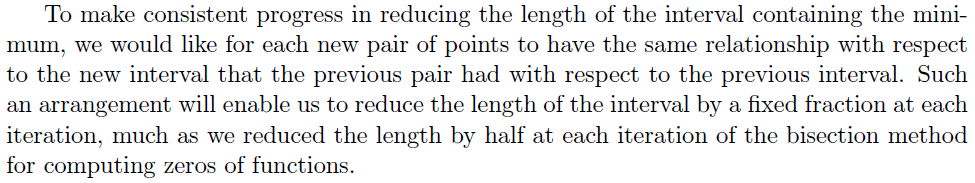 To make consistent progress in reducing the length of the interval containing the mini-
mum, we would like for each new pair of points to have the same relationship with respect
to the new interval that the previous pair had with respect to the previous interval. Such
an arrangement will enable us to reduce the length of the interval by a fixed fraction at each
iteration, much as we reduced the length by half at each iteration of the bisection method
for computing zeros of functions.